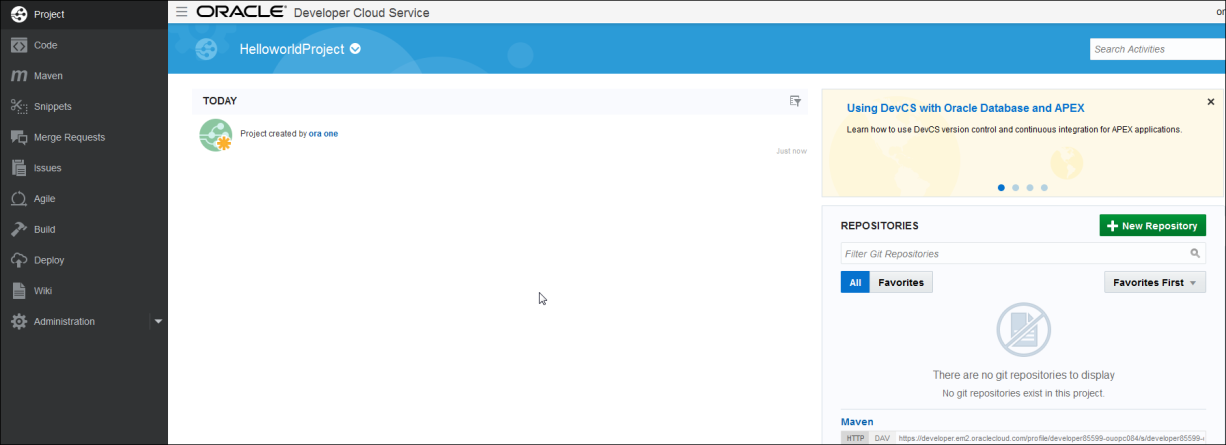 Project
Code
Maven
Snippets
Merge Requests
Issues
Agile
Build
Deploy
Wiki
Administration
ORACLE® Developer Cloud Service
or
HelloworldProject
Search Activities
TODAY
Project created by ora one
Just now
Using DevCS with Oracle Database and APEX
Learn how to use DevCS version control and continuous integration for APEX applications.
REPOSITORIES
New Repository
Filter Git Repositories
All Favorites
Favorites First
There are no git repositories to display
No git repositories exist in this project.
Maven
HTTP DAV https://developer.em2.oraclecloud.com/profile/developer85599-ouopc084/s/developer85599-